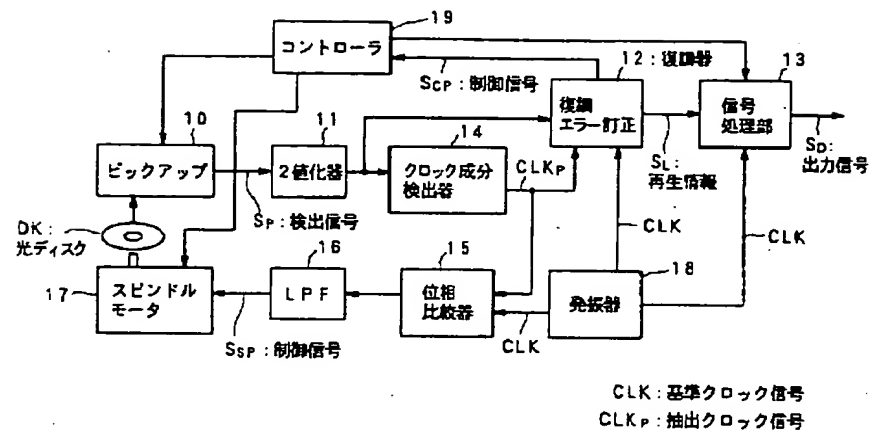 19
コントローラ
SCP:制御信号
12:復調器
13
復調
エラー訂正
信号
処理部
SL:
再生情報
SD:
出力信号
10
ピックアップ
11
2値化器
14
クロック成分
検出器
CLKP
SP:検出信号
DK:
光ディスク
CLK
CLK
17
スピンドル
モータ
16
LPF
15
位相
比較器
18
発振器
SSP:制御信号
CLK
CLK:基準クロック信号
CLKP:抽出クロック信号